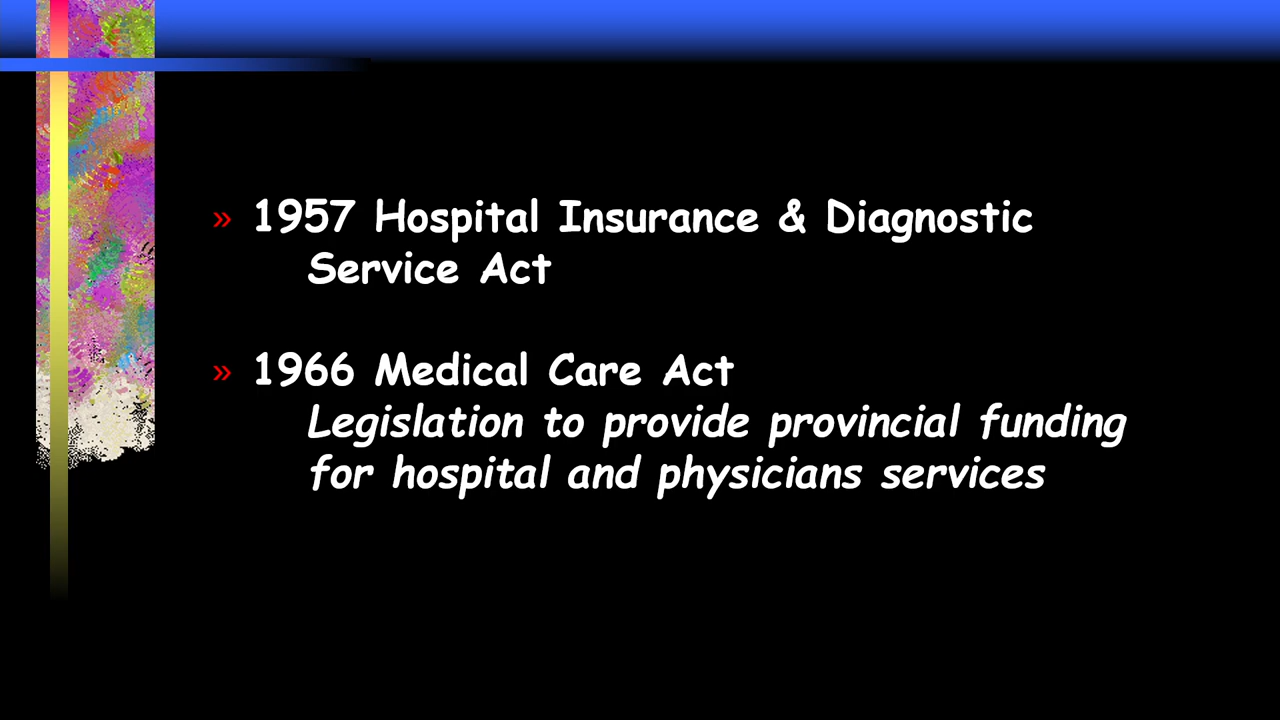 » 1957 Hospital Insurance & Diagnostic
Service Act
» 1966 Medical Care Act
Legislation to provide provincial funding
for hospital and physicians services